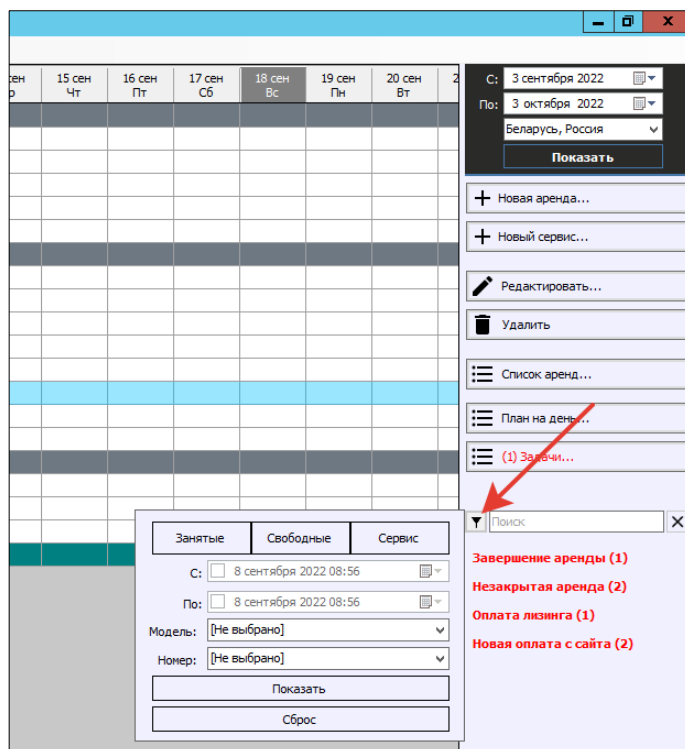 сен 15 сен 16 сен 17 сен 18 сен 19 сен 20 сен 2
р Чт Пт Сб Вс Пн Вт
С: 3 сентября 2022
По: 3 октября 2022
Беларусь, Россия
Показать
Новая аренда...
Новый сервис...
Редактировать...
Удалить
Список аренд...
План на день...
(1) Задачи...
Поиск
Завершение аренды (1)
Незакрытая аренда (2)
Оплата лизинга (1)
Новая оплата с сайта (2)
Занятые Свободные Сервис
С: 8 сентября 2022 08:56
По: 8 сентября 2022 08:56
Модель: [Не выбрано]
Номер: [Не выбрано]
Показать
Сброс